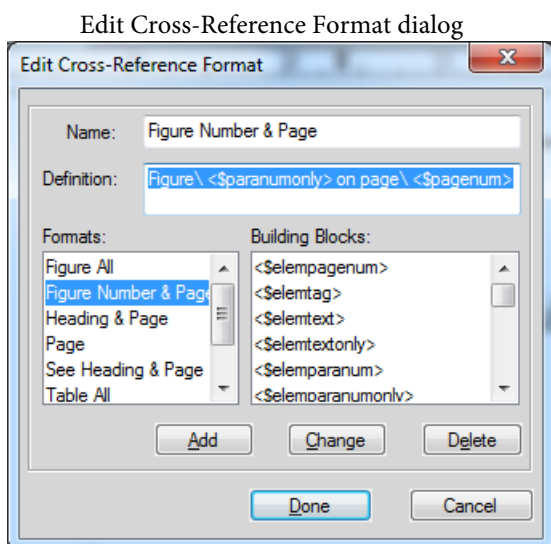 Edit Cross-Reference Format dialog
Edit Cross-Reference Format
Name: Figure Number & Page
Definition: Figure\ <$paranumonly> on page\ <$pagenum>
Formats: Building Blocks:
Figure All <$elempagenum>
Figure Number & Page <$elemtag>
Heading & Page <$elemtext>
Page <$elemtextonly>
See Heading & Page <$elemparanum>
Table All <$elemparanumonly>
Add Change Delete
Done Cancel